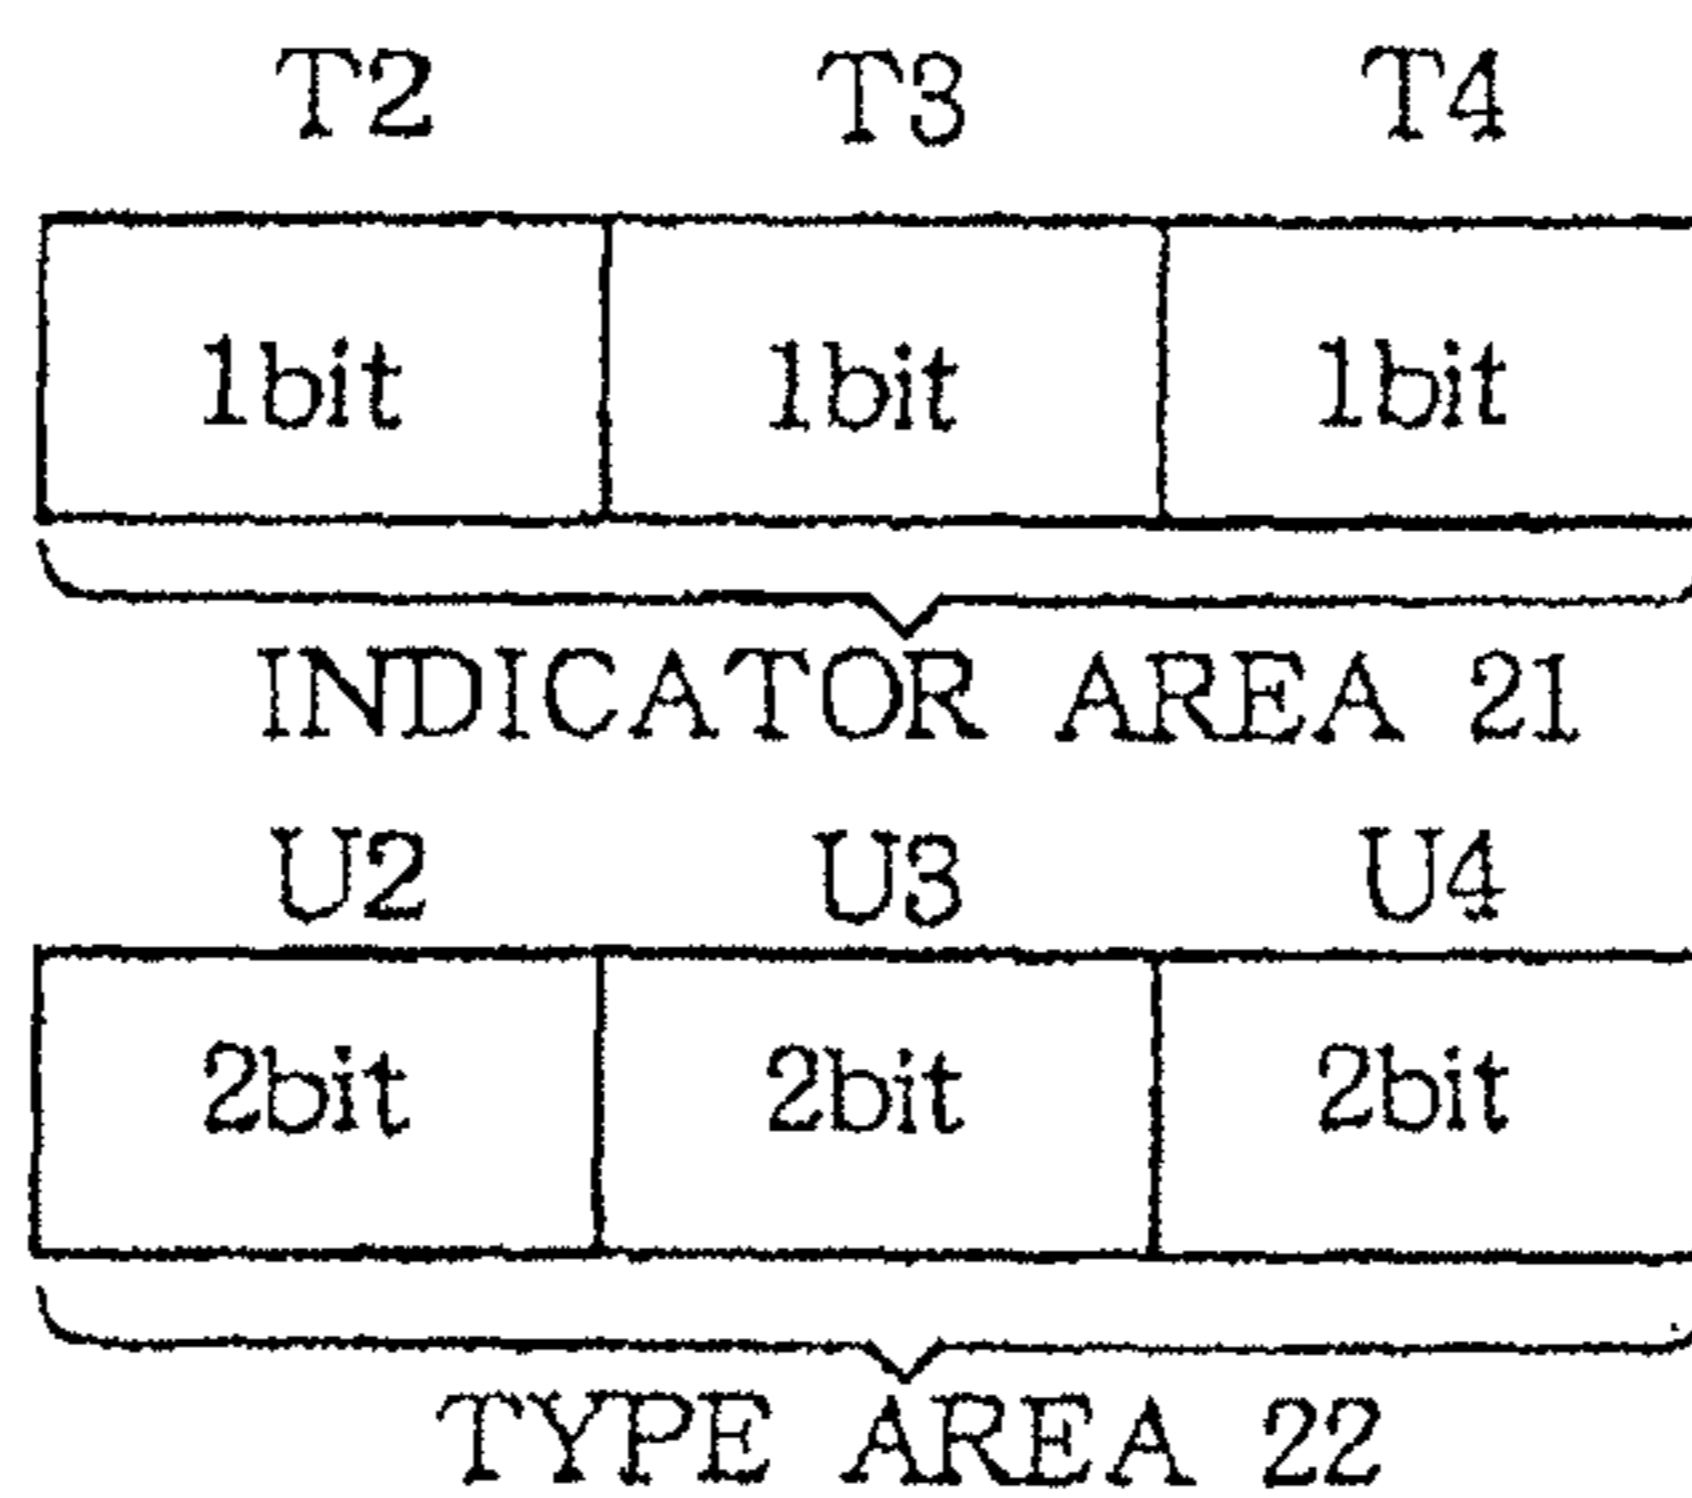 T2 T3 T4
1bit 1bit 1bit
INDICATOR AREA 21
U2 U3 U4
2bit 2bit 2bit
TYPE AREA 22